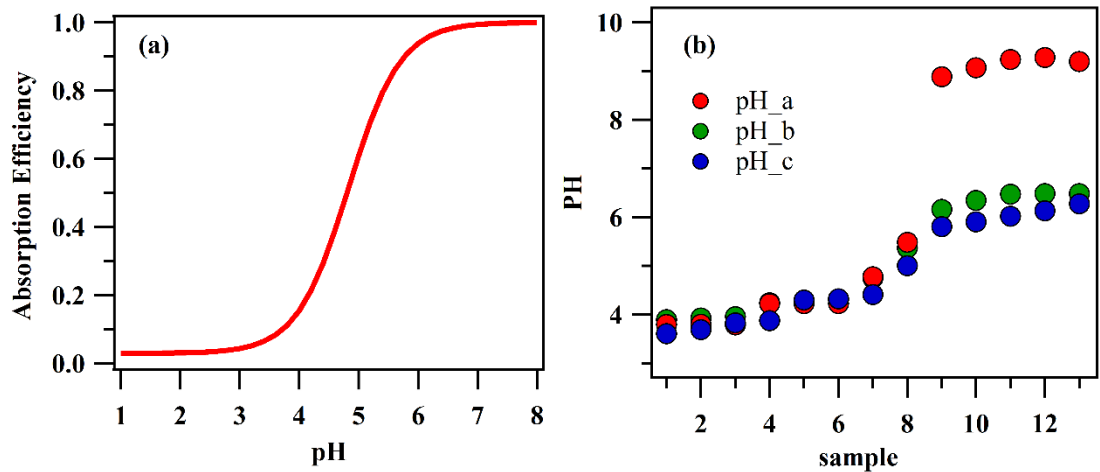 (a)
Absorption Efficiency
1.0
0.8
0.6
0.4
0.2
0.0
1 2 3 4 5 6 7 8
pH
(b)
pH_a
pH_b
pH_c
PH
10
8
6
4
2 4 6 8 10 12
sample